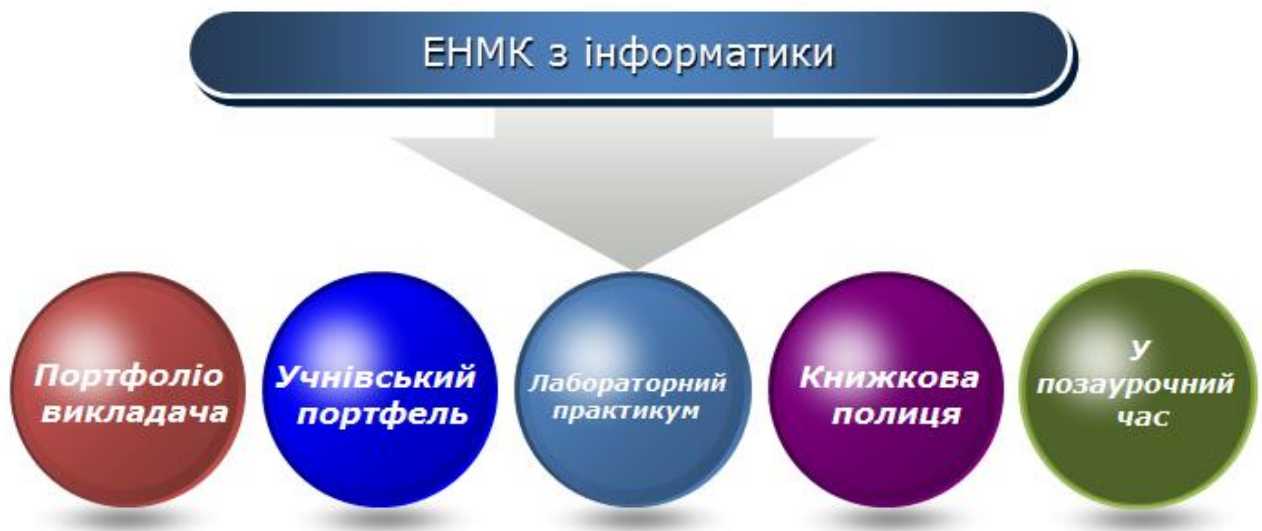 ЕНМК з інформатики
Портфоліо
викладача
Учнівський
портфель
Лабораторний
практикум
Книжкова
полиця
У
позаурочний
час